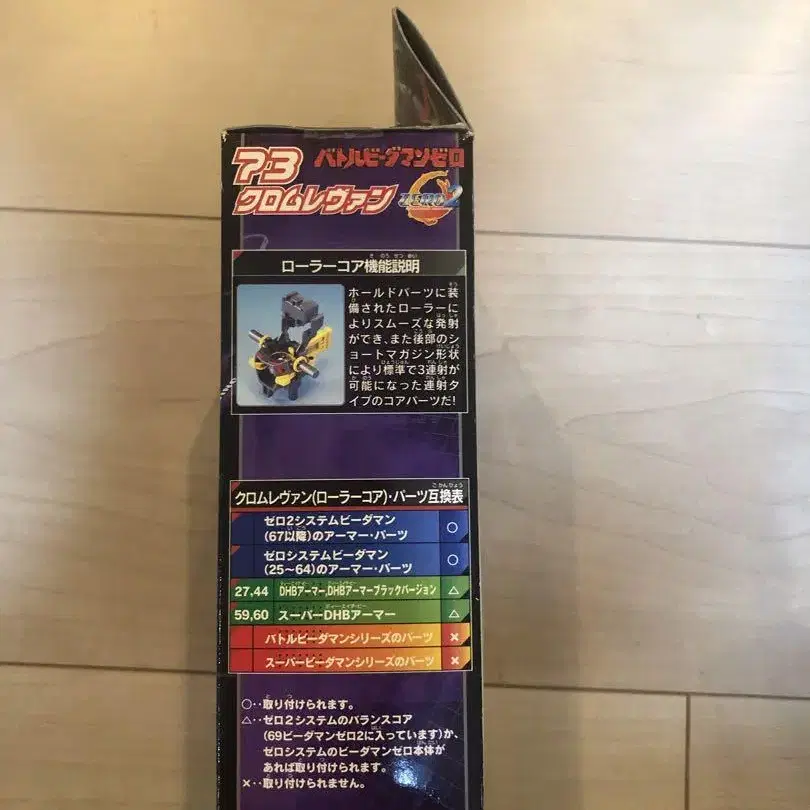 73
バトルビーダマンゼロ
クロムレヴァン
ZERO2
ローラーコア機能説明
ホールドパーツに装
備されたローラーに
よりスムーズな発射
ができ、また後部のシ
ョートマガジン形状
により標準で3連射が
可能になった連射タ
イプのコアパーツだ!
クロムレヴァン(ローラーコア)・パーツ互換表
ゼロ2システムビーダマン
(67以降)のアーマー・パーツ
○
ゼロシステムビーダマン
(25〜64)のアーマー・パーツ
○
27,44 DHBアーマー,DHBアーマーブラックバージョン △
59,60 スーパーDHBアーマー △
バトルビーダマンシリーズのパーツ ×
スーパービーダマンシリーズのパーツ ×
○‥取り付けられます。
△‥ゼロ2システムのバランスコア
(69ビーダマンゼロ2に入っています)か、
ゼロシステムのビーダマンゼロ本体が
あれば取り付けられます。
×‥取り付けられません。